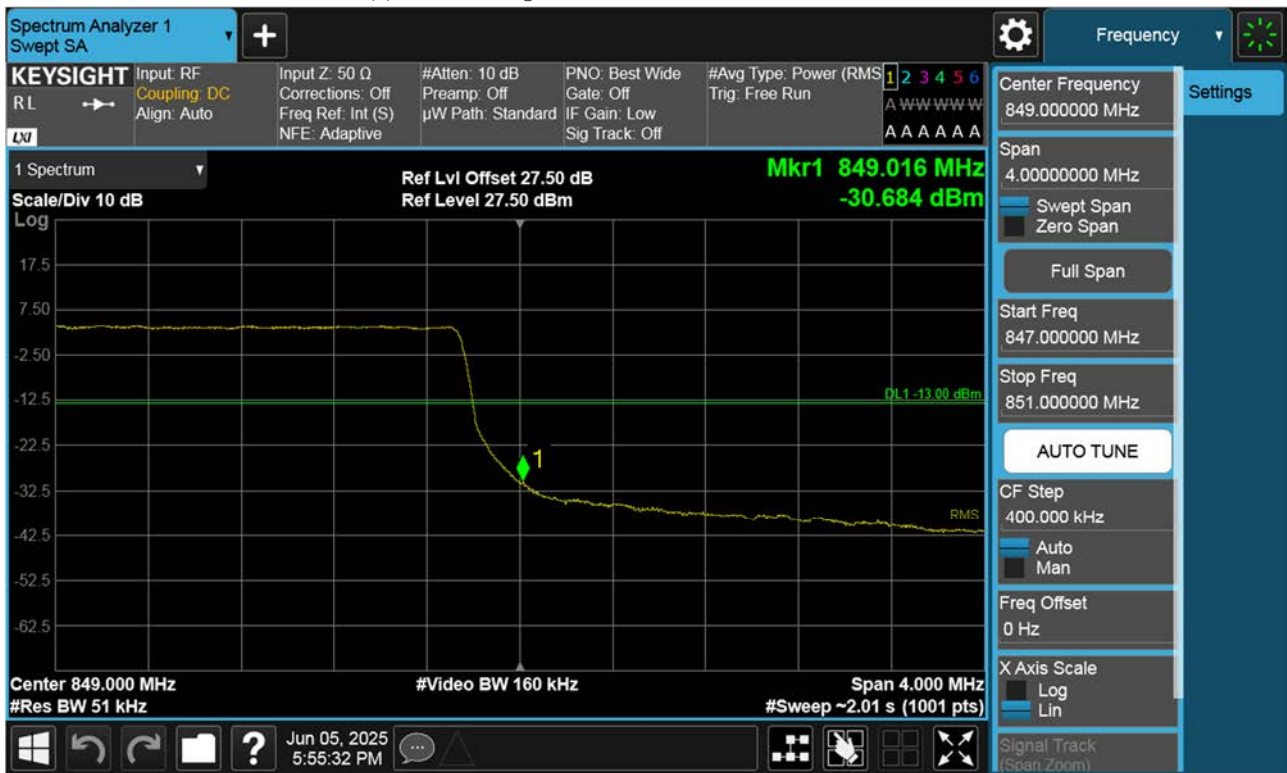 Spectrum Analyzer 1
Swept SA
+
Frequency
KEYSIGHT
RL
LXI
Input: RF
Coupling: DC
Align: Auto
Input Z: 50 Ω
Corrections: Off
Freq Ref: Int (S)
NFE: Adaptive
#Atten: 10 dB
Preamp: Off
µW Path: Standard
PNO: Best Wide
Gate: Off
IF Gain: Low
Sig Track: Off
#Avg Type: Power (RMS
Trig: Free Run
1 2 3 4 5 6
A W W W W W
A A A A A A
1 Spectrum
Scale/Div 10 dB
Log
Ref Lvl Offset 27.50 dB
Ref Level 27.50 dBm
Mkr1 849.016 MHz
-30.684 dBm
17.5
7.50
-2.50
-12.5
-22.5
-32.5
-42.5
-52.5
-62.5
DL1 -13.00 dBm
1
RMS
Center 849.000 MHz
#Res BW 51 kHz
#Video BW 160 kHz
Span 4.000 MHz
#Sweep ~2.01 s (1001 pts)
Center Frequency
849.000000 MHz
Settings
Span
4.00000000 MHz
Swept Span
Zero Span
Full Span
Start Freq
847.000000 MHz
Stop Freq
851.000000 MHz
AUTO TUNE
CF Step
400.000 kHz
Auto
Man
Freq Offset
0 Hz
X Axis Scale
Log
Lin
Signal Track
(Span Zoom)
?
Jun 05, 2025
5:55:32 PM